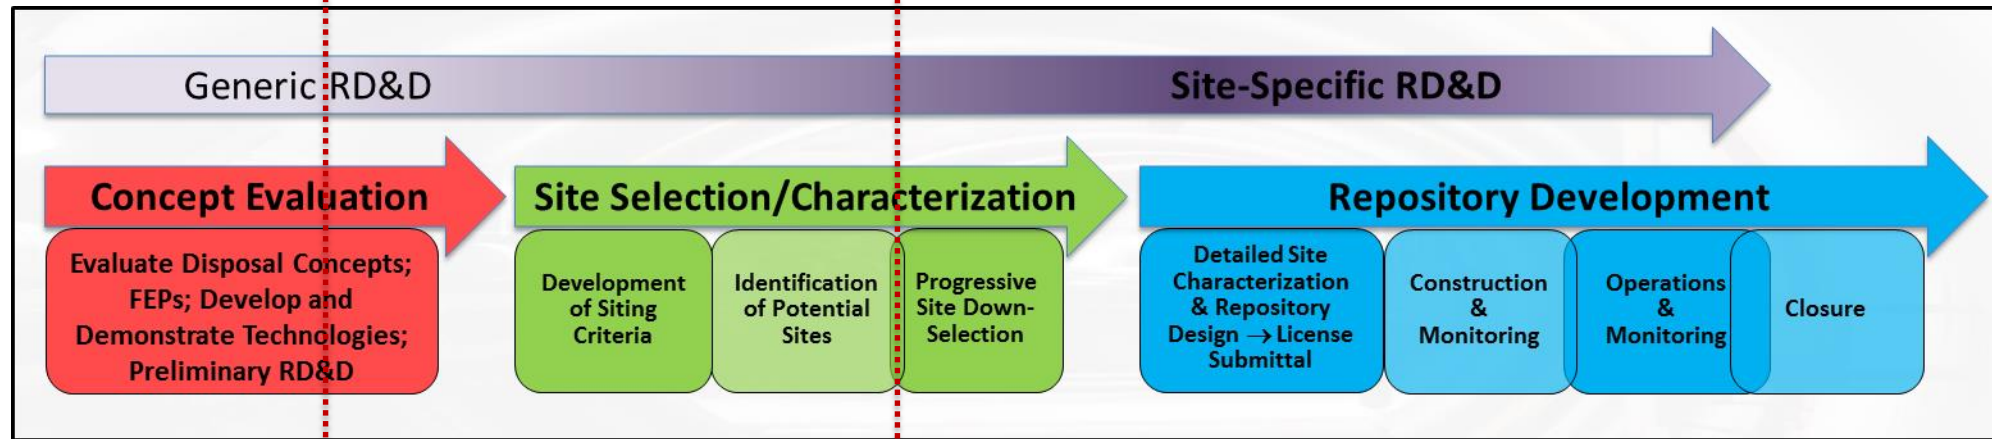 Generic RD&D
Site-Specific RD&D
Concept Evaluation
Site Selection/Characterization
Repository Development
Evaluate Disposal Concepts;
FEPs; Develop and
Demonstrate Technologies;
Preliminary RD&D
Development
of Siting
Criteria
Identification
of Potential
Sites
Progressive
Site Down-
Selection
Detailed Site
Characterization
& Repository
Design → License
Submittal
Construction
&
Monitoring
Operations
&
Monitoring
Closure